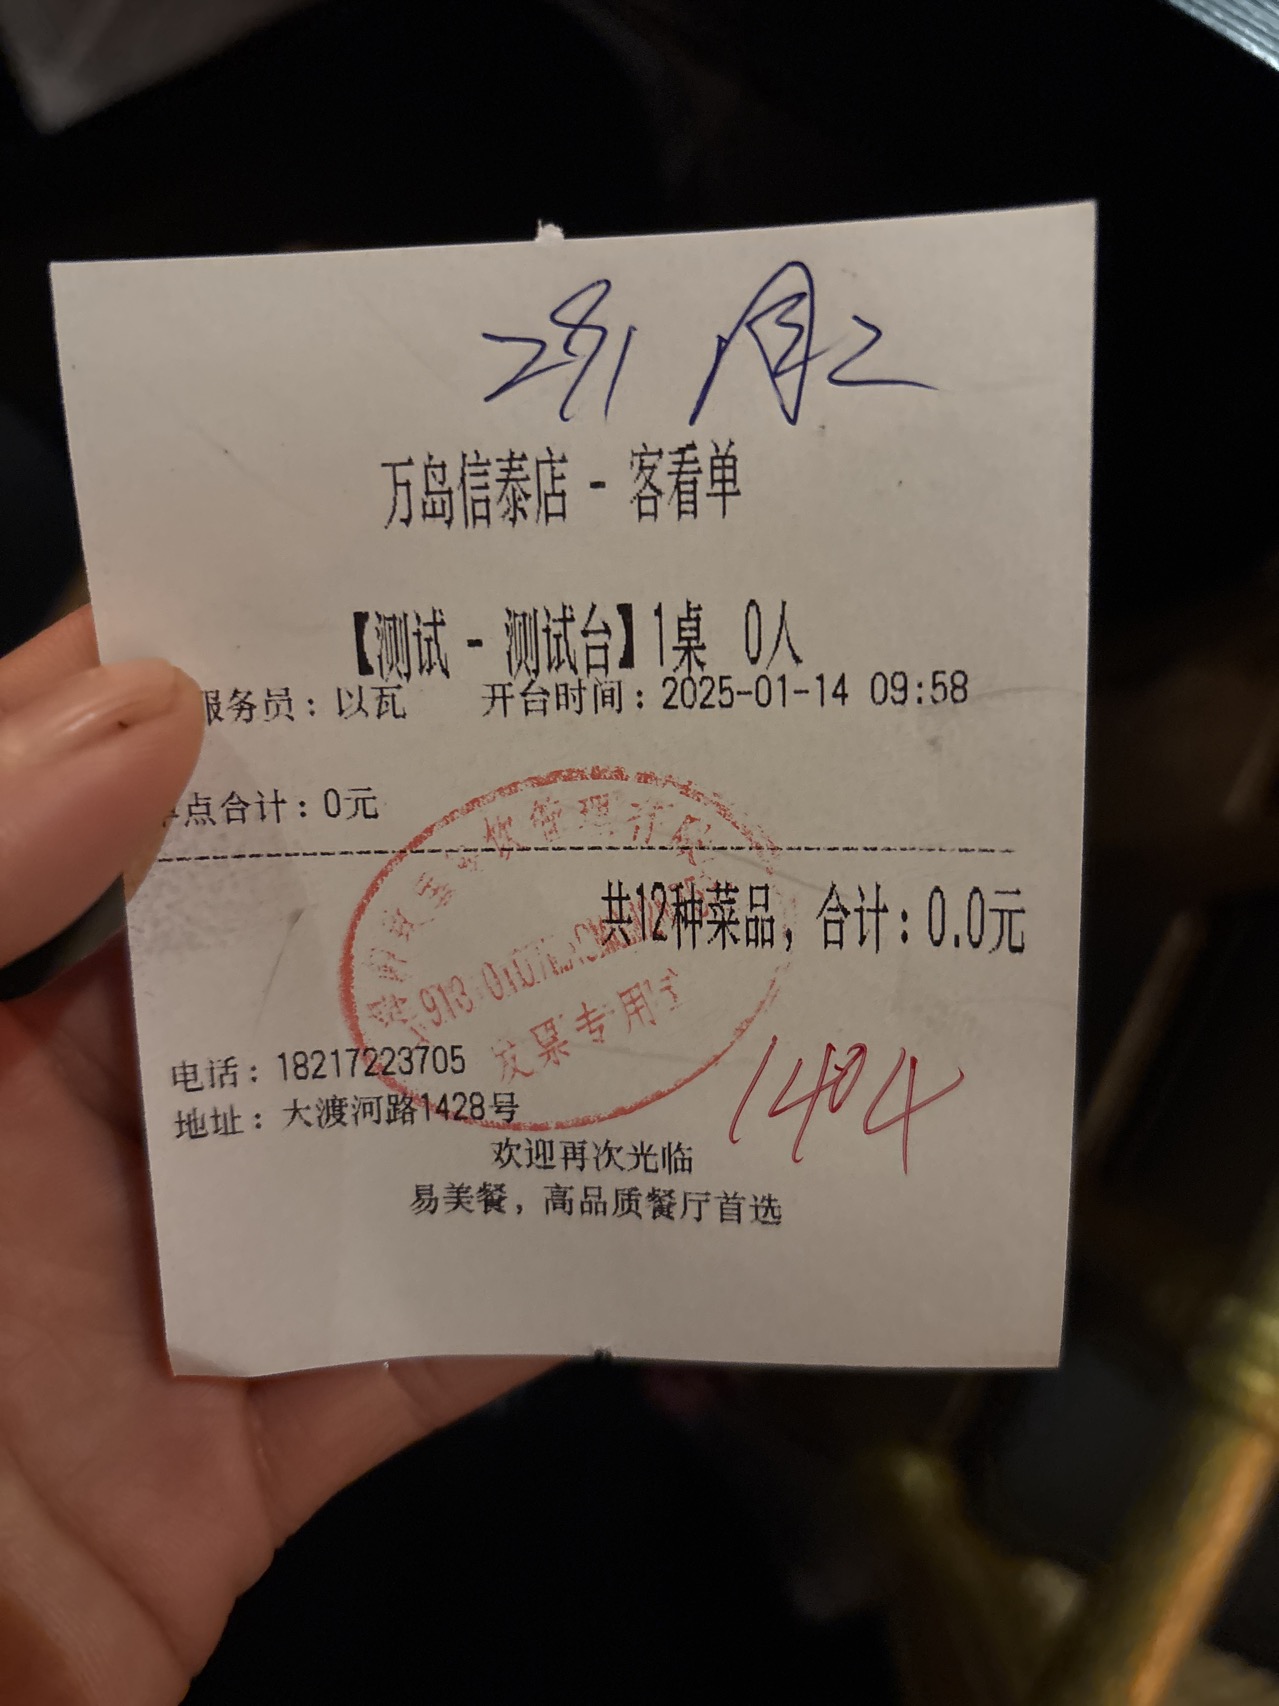 万岛信泰店 - 客看单
【测试 - 测试台】1桌 0人
服务员：以瓦 开台时间：2025-01-14 09:58
点合计：0元
共12种菜品，合计：0.0元
发票专用
电话：18217223705
地址：大渡河路1428号
1404
欢迎再次光临
易美餐，高品质餐厅首选